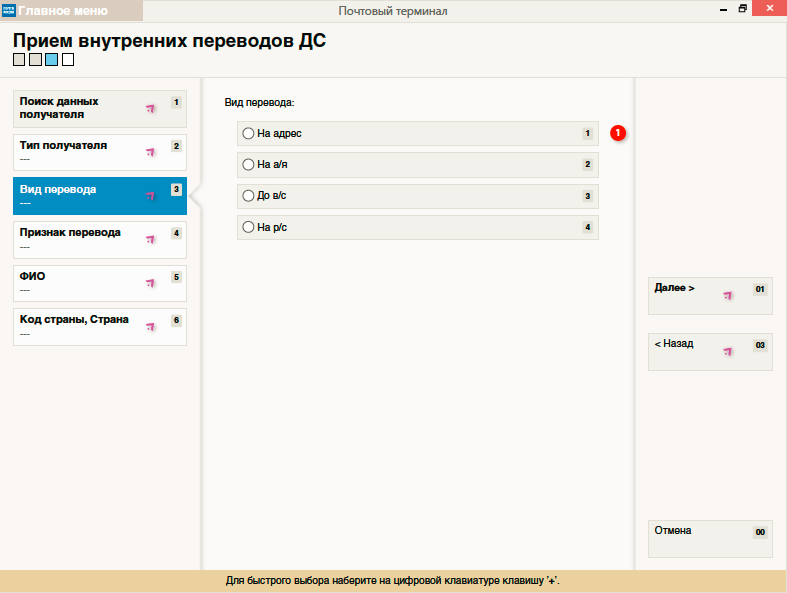 Главное меню
Почтовый терминал
Прием внутренних переводов ДС
Поиск данных получателя 1
Тип получателя 2
---
Вид перевода 3
---
Признак перевода 4
---
ФИО 5
---
Код страны, Страна 6
---
Вид перевода:
На адрес 1
1
На а/я 2
До в/с 3
На р/с 4
Далее > 01
< Назад 03
Отмена 00
Для быстрого выбора наберите на цифровой клавиатуре клавишу '+'.